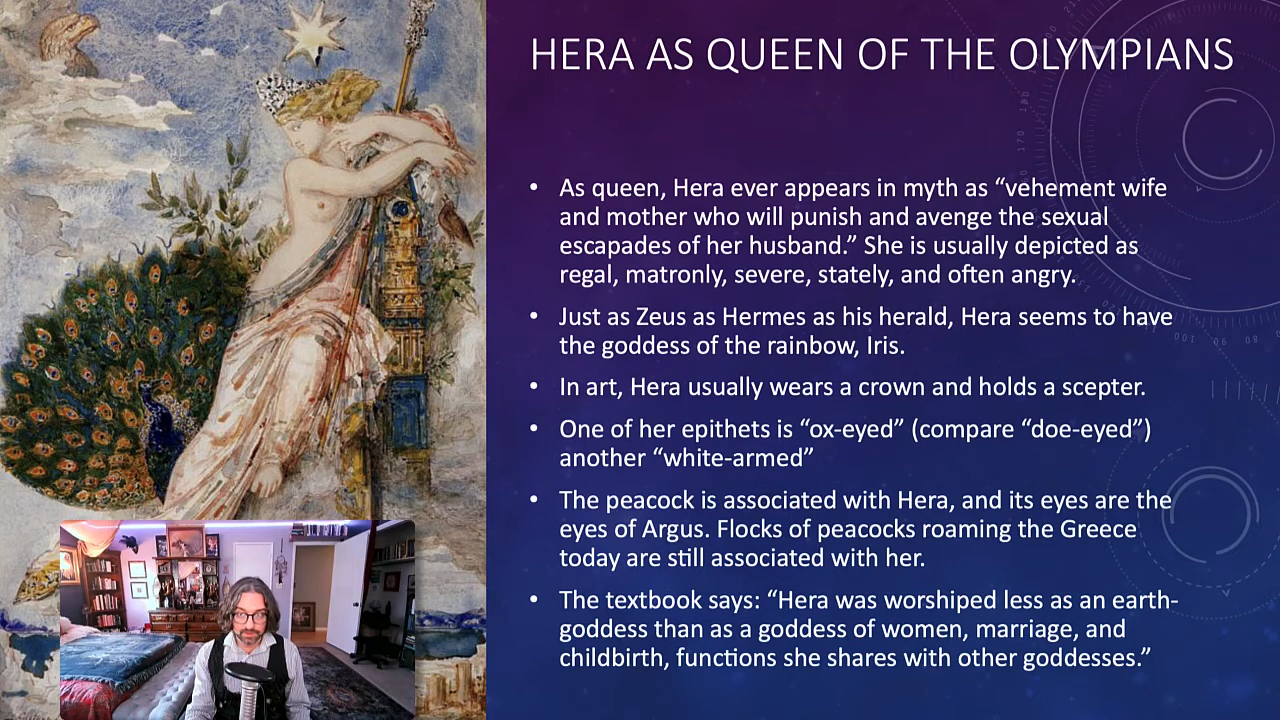 HERA AS QUEEN OF THE OLYMPIANS
• As queen, Hera ever appears in myth as “vehement wife
and mother who will punish and avenge the sexual
escapades of her husband.” She is usually depicted as
regal, matronly, severe, stately, and often angry.
• Just as Zeus as Hermes as his herald, Hera seems to have
the goddess of the rainbow, Iris.
• In art, Hera usually wears a crown and holds a scepter.
• One of her epithets is “ox-eyed” (compare “doe-eyed”)
another “white-armed”
• The peacock is associated with Hera, and its eyes are the
eyes of Argus. Flocks of peacocks roaming the Greece
today are still associated with her.
• The textbook says: “Hera was worshiped less as an earth-
goddess than as a goddess of women, marriage, and
childbirth, functions she shares with other goddesses.”